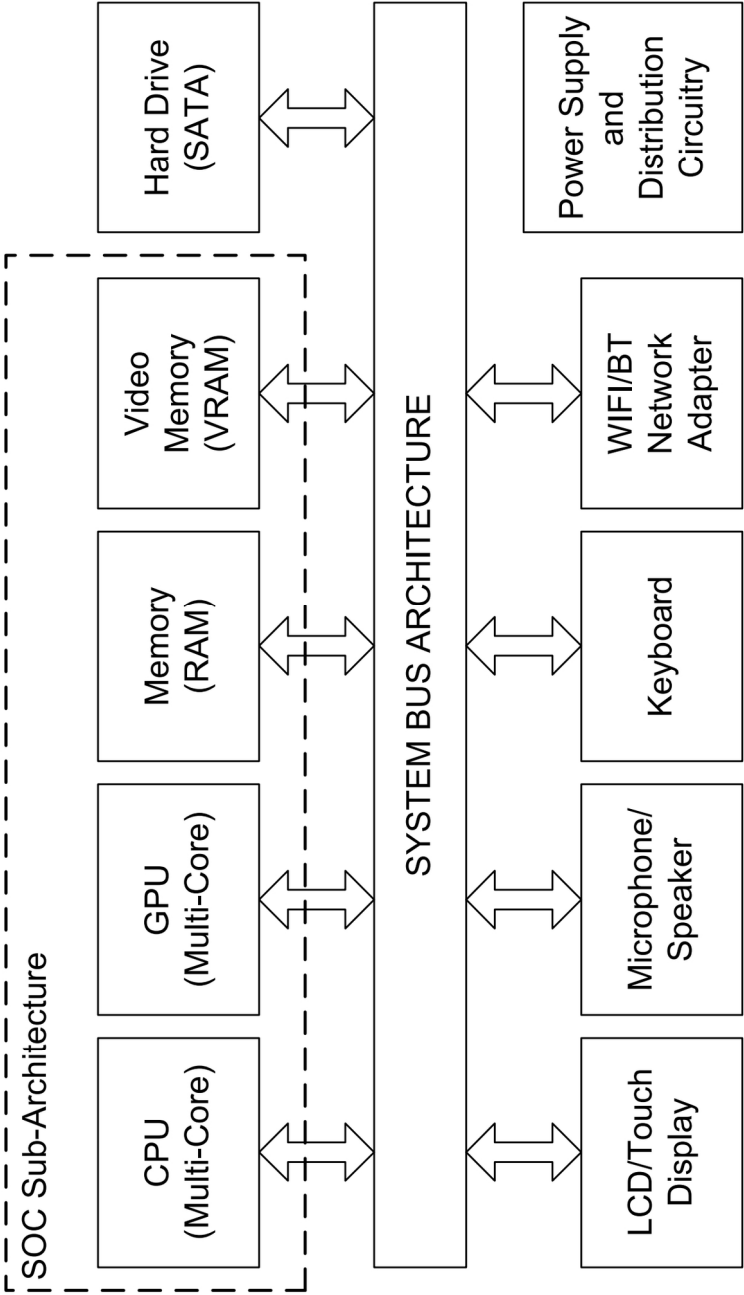 SOC Sub-Architecture
CPU
(Multi-Core)
GPU
(Multi-Core)
Memory
(RAM)
Video
Memory
(VRAM)
Hard Drive
(SATA)
SYSTEM BUS ARCHITECTURE
LCD/Touch
Display
Microphone/
Speaker
Keyboard
WIFI/BT
Network
Adapter
Power Supply
and
Distribution
Circuitry